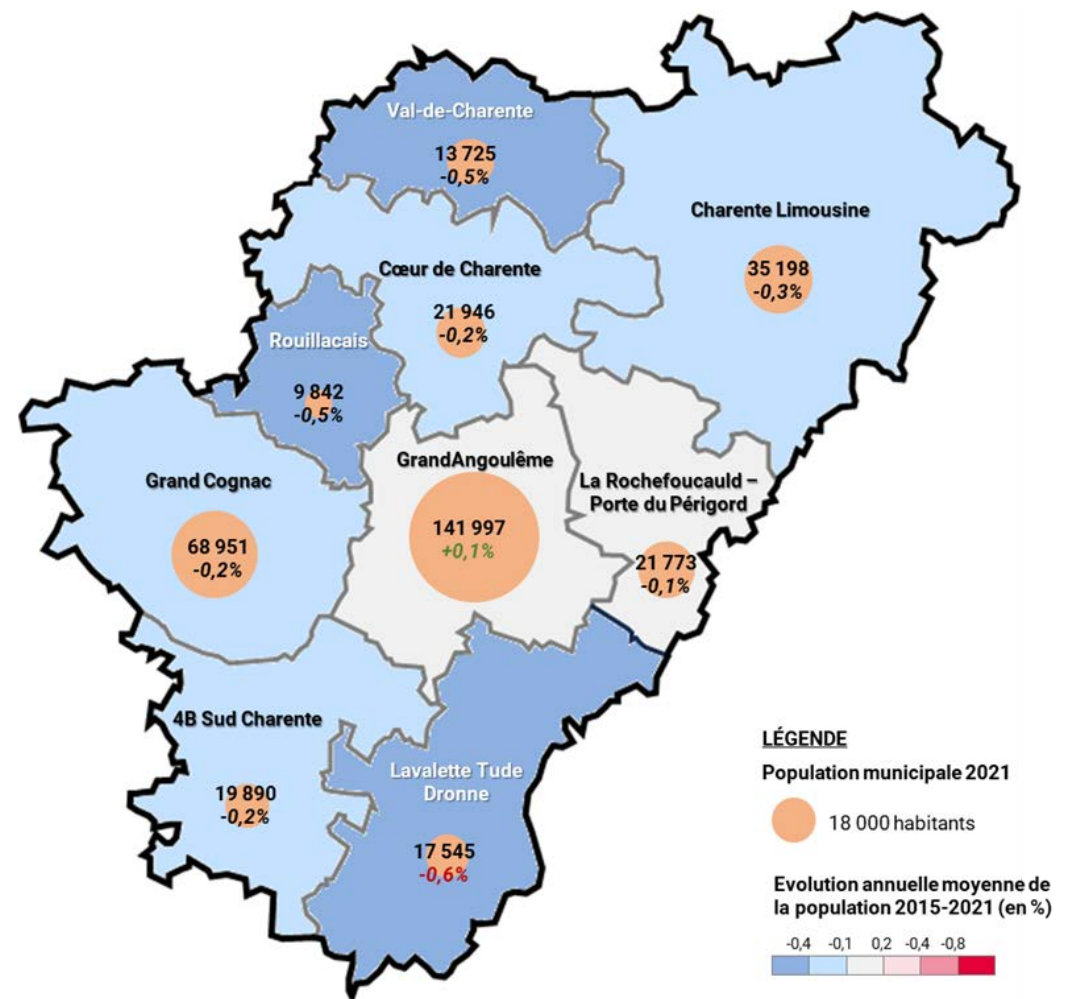 Val-de-Charente
13 725
-0,5%
Charente Limousine
35 198
-0,3%
Cœur de Charente
21 946
-0,2%
Rouillacais
9 842
-0,5%
GrandAngoulême
141 997
+0,1%
La Rochefoucauld –
Porte du Périgord
21 773
-0,1%
Grand Cognac
68 951
-0,2%
4B Sud Charente
19 890
-0,2%
Lavalette Tude
Dronne
17 545
-0,6%
LÉGENDE
Population municipale 2021
18 000 habitants
Evolution annuelle moyenne de
la population 2015-2021 (en %)
-0,4 -0,1 0,2 -0,4 -0,8